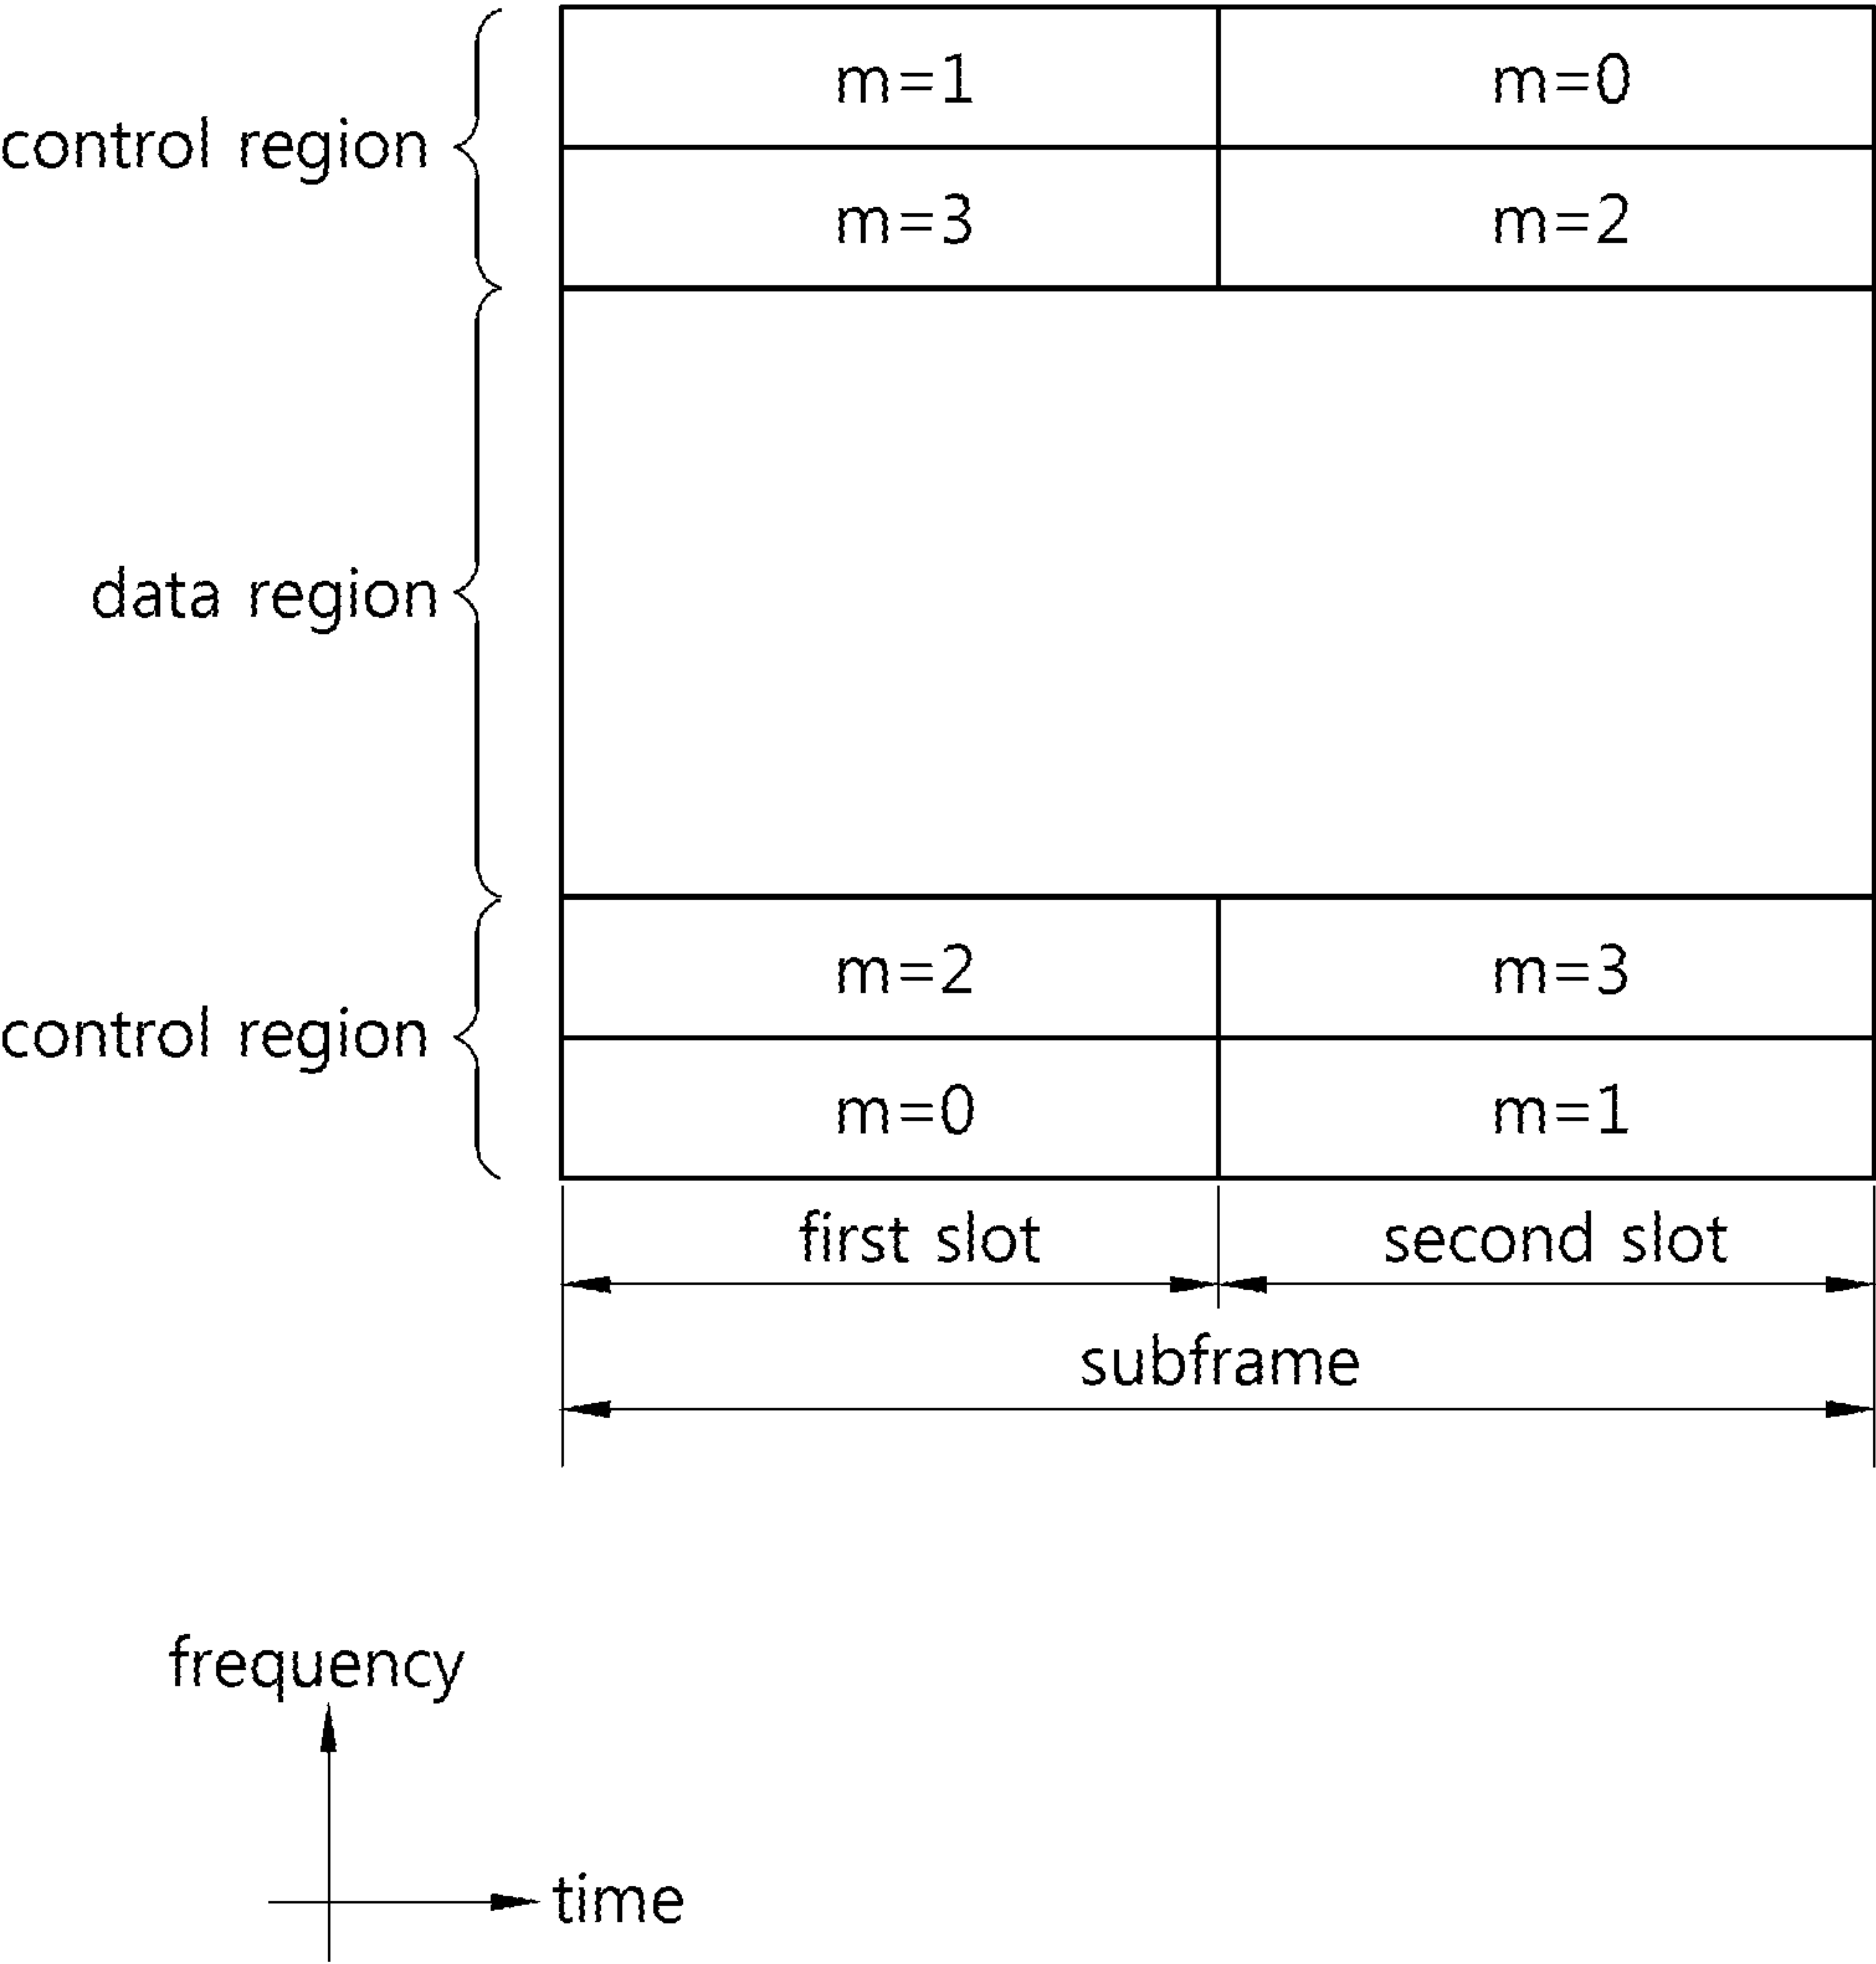 m=1 m=0
control region
m=3 m=2
data region
m=2 m=3
control region
m=0 m=1
first slot second slot
subframe
frequency
time